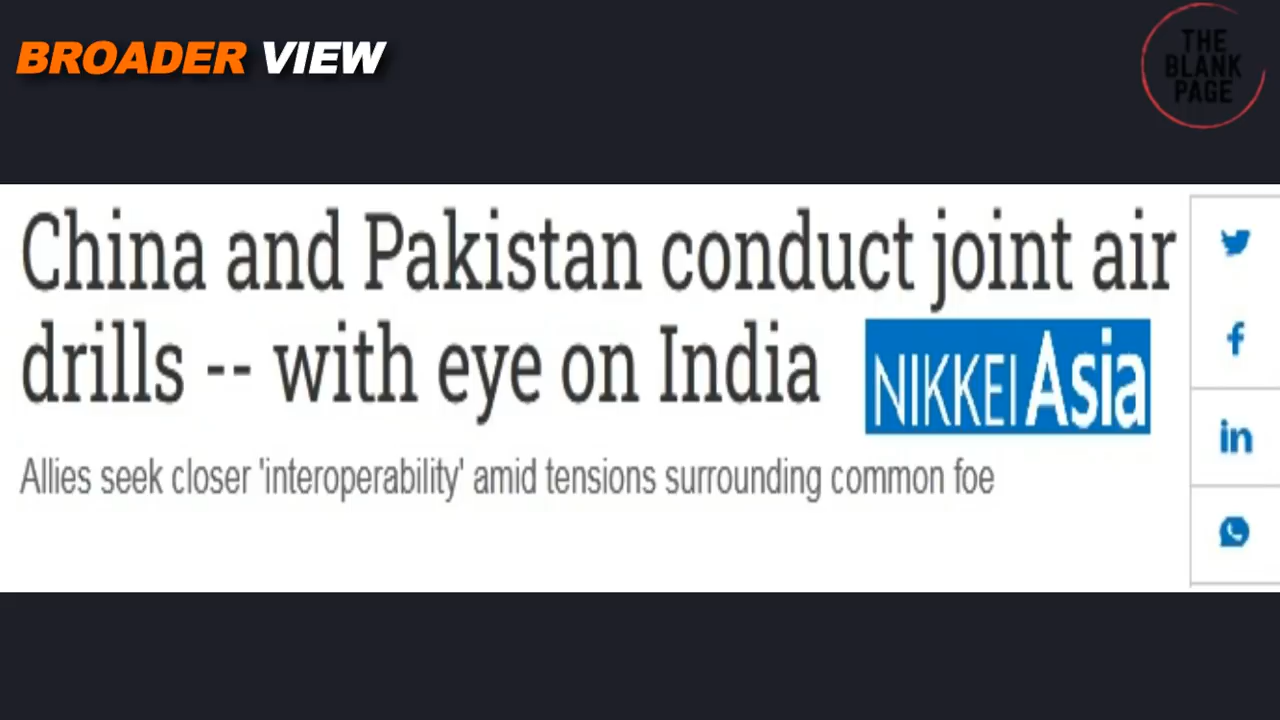 BROADER VIEW
THE
BLANK
PAGE
China and Pakistan conduct joint air
drills -- with eye on India
NIKKEI Asia
Allies seek closer 'interoperability' amid tensions surrounding common foe